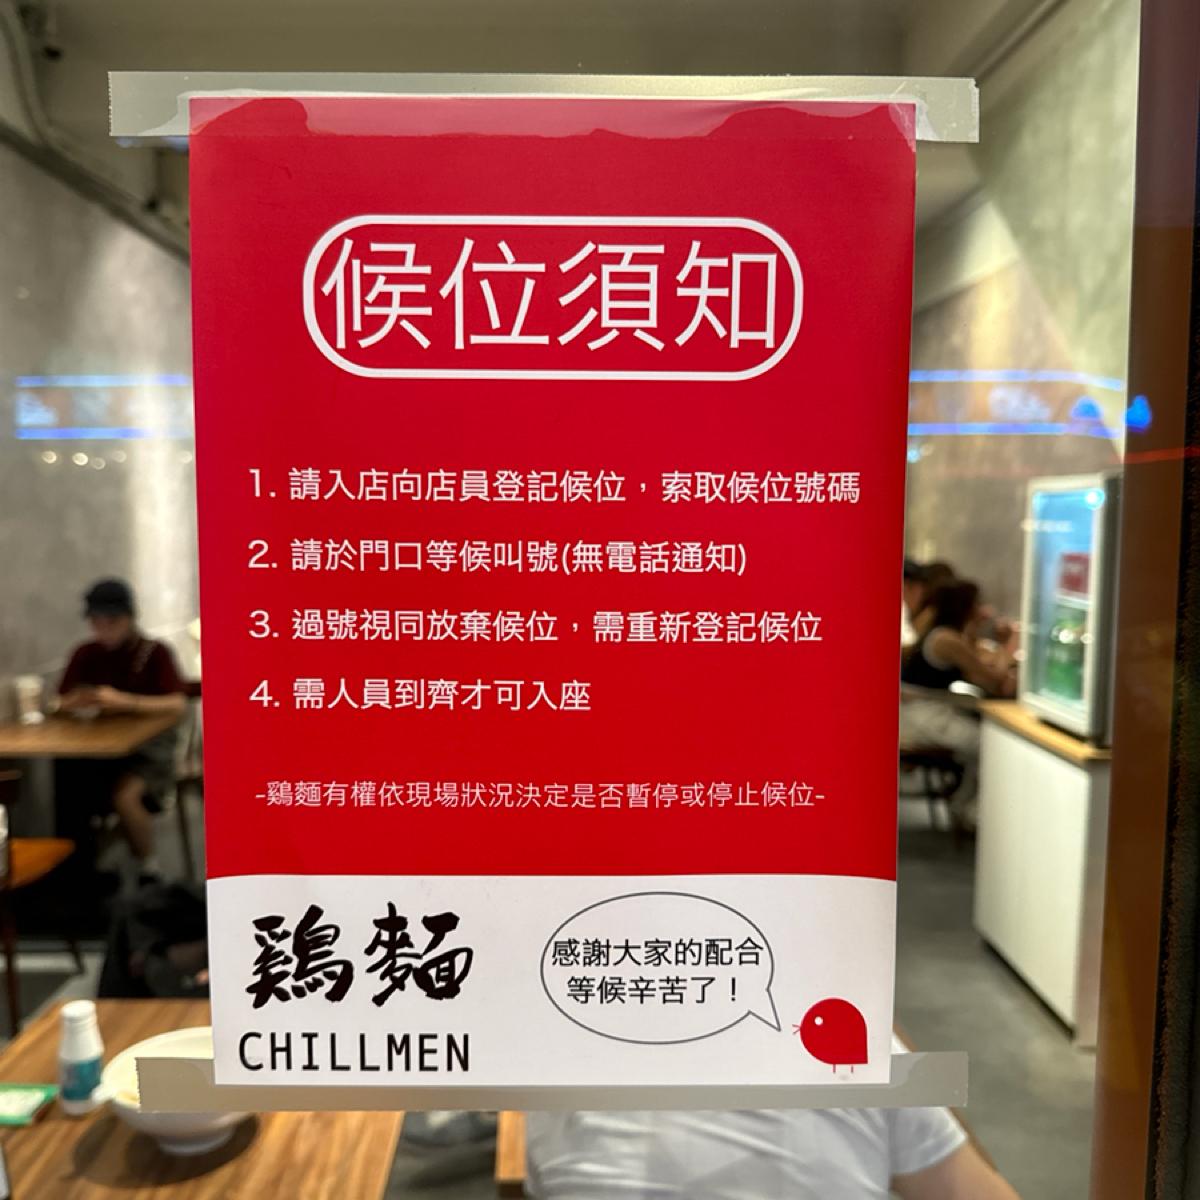 候位須知
1. 請入店向店員登記候位，索取候位號碼
2. 請於門口等候叫號(無電話通知)
3. 過號視同放棄候位，需重新登記候位
4. 需人員到齊才可入座
-鷄麵有權依現場狀況決定是否暫停或停止候位-
鷄麵
CHILLMEN
感謝大家的配合
等候辛苦了！